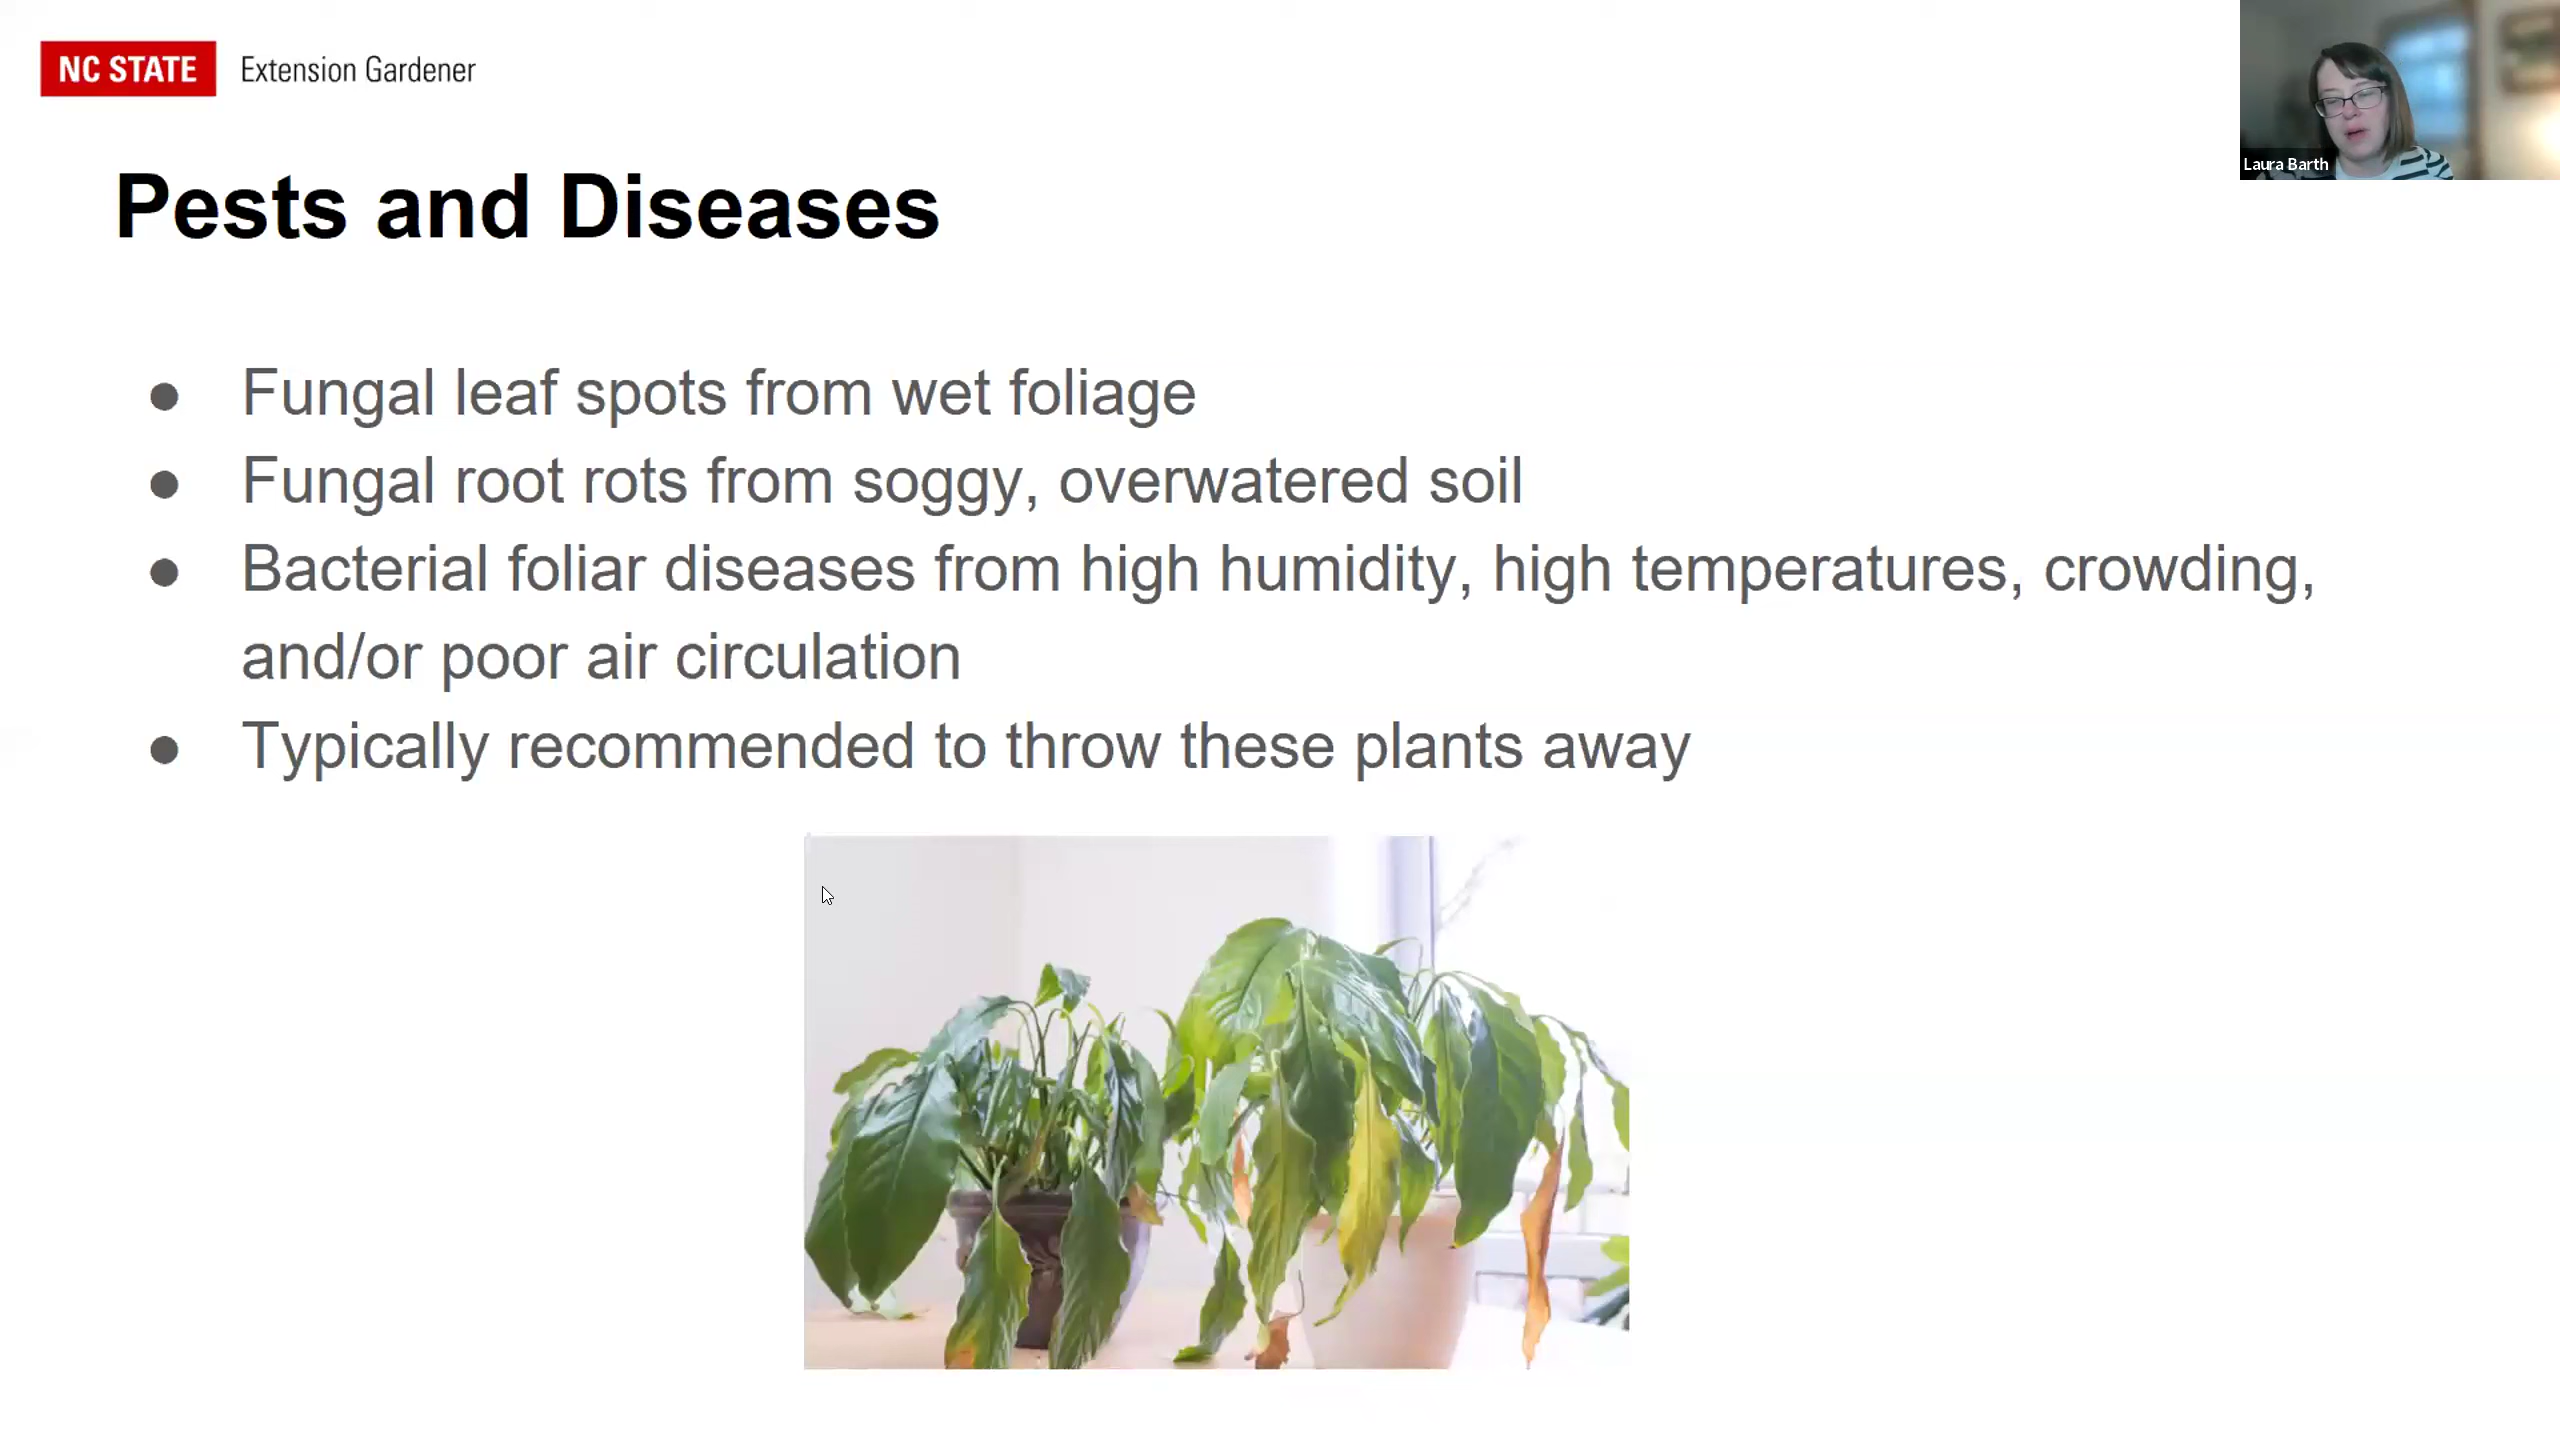 NC STATE Extension Gardener
Laura Barth
Pests and Diseases
● Fungal leaf spots from wet foliage
● Fungal root rots from soggy, overwatered soil
● Bacterial foliar diseases from high humidity, high temperatures, crowding,
and/or poor air circulation
● Typically recommended to throw these plants away